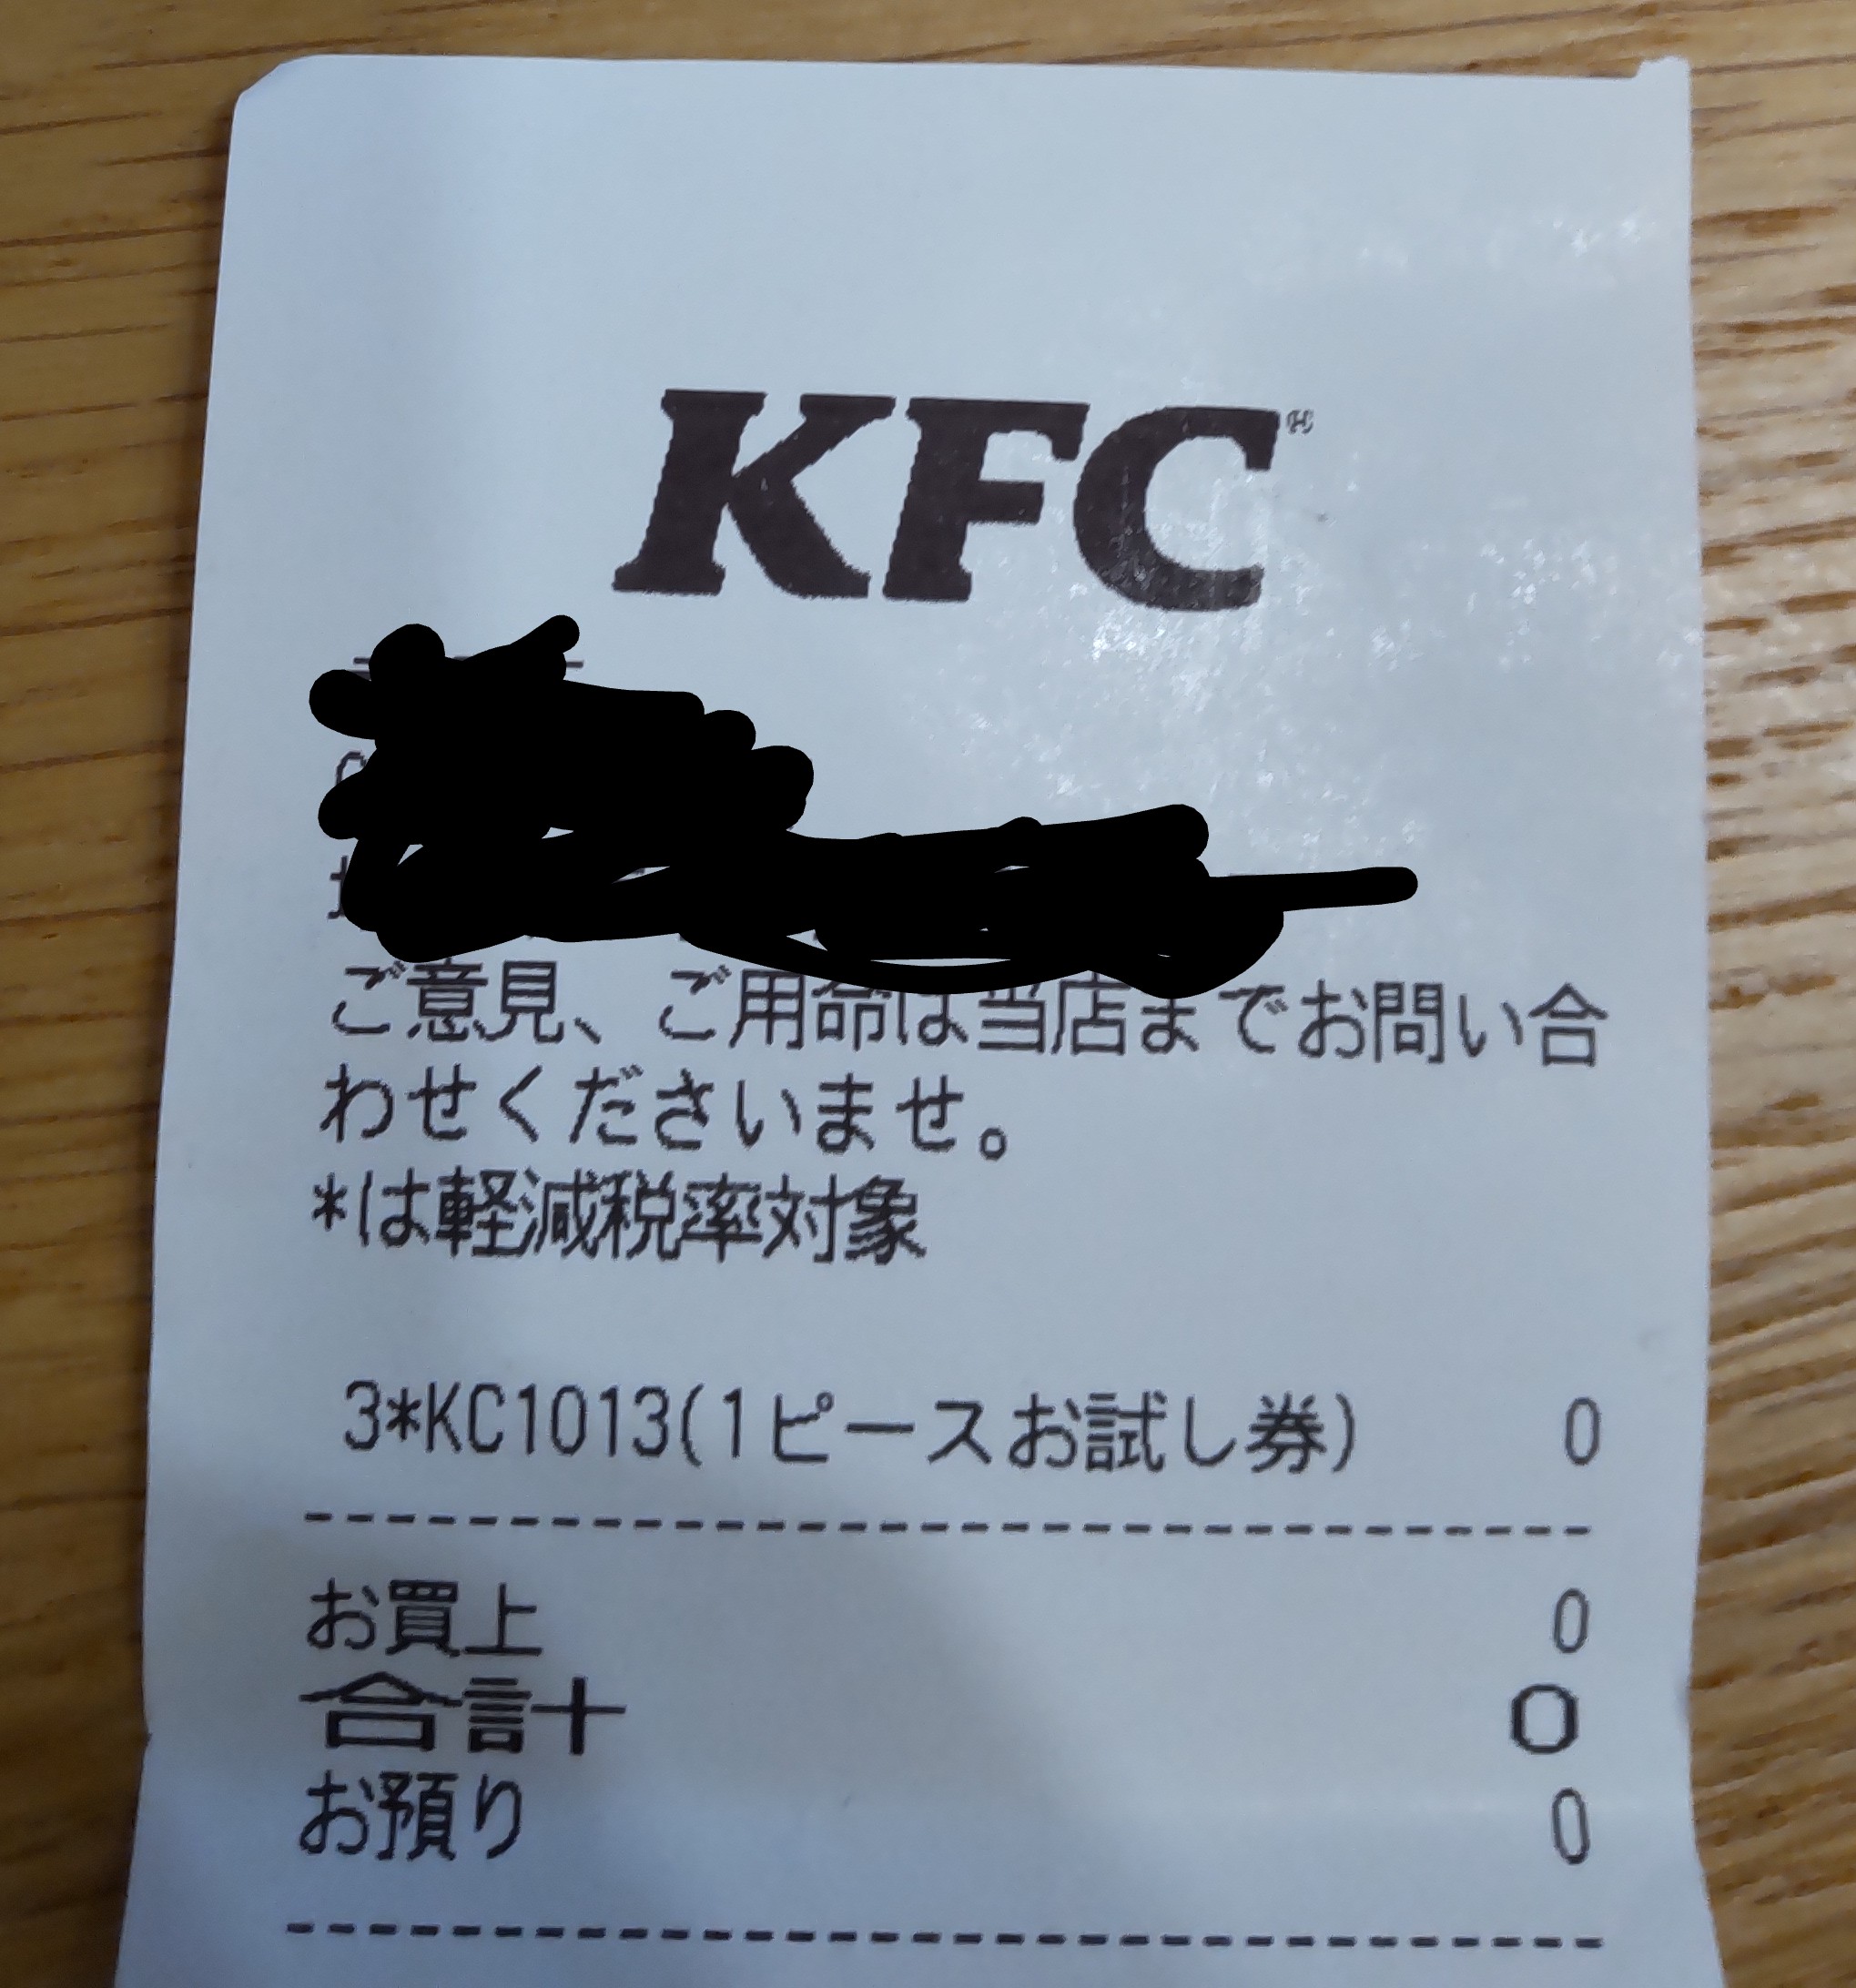 KFC
ご意見、ご用命は当店までお問い合
わせくださいませ。
*は軽減税率対象
3*KC1013(1ピースお試し券) 0
お買上 0
合計 0
お預り 0